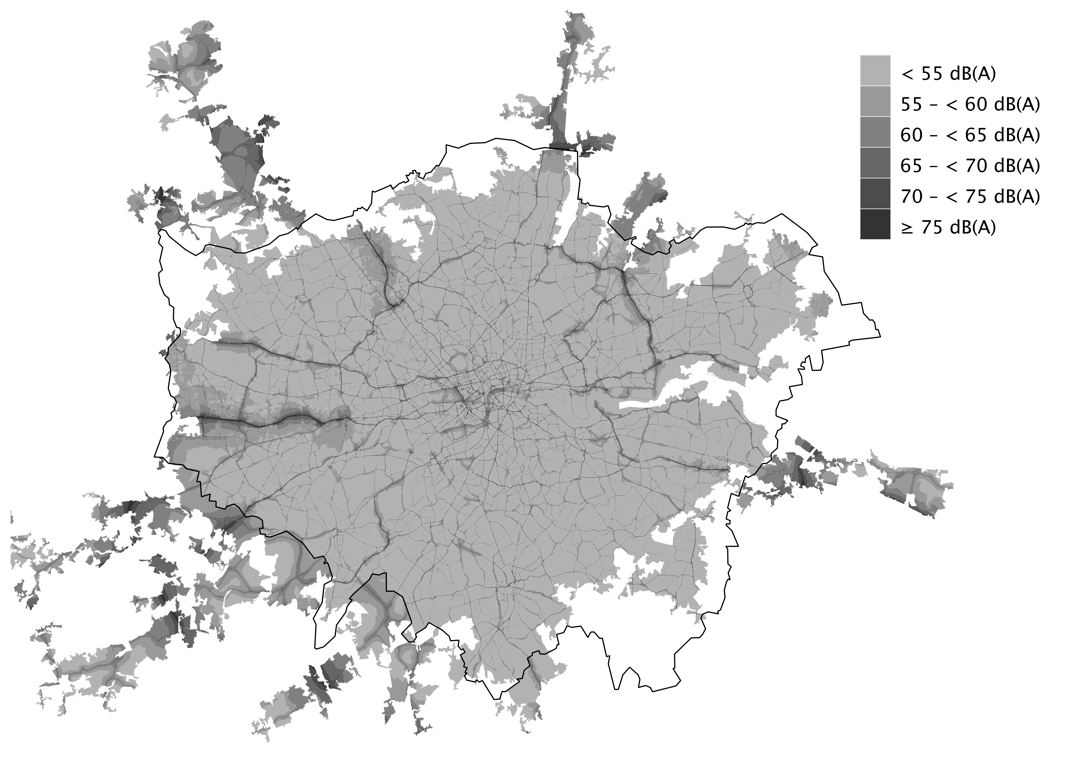 < 55 dB(A)
55 – < 60 dB(A)
60 – < 65 dB(A)
65 – < 70 dB(A)
70 – < 75 dB(A)
≥ 75 dB(A)